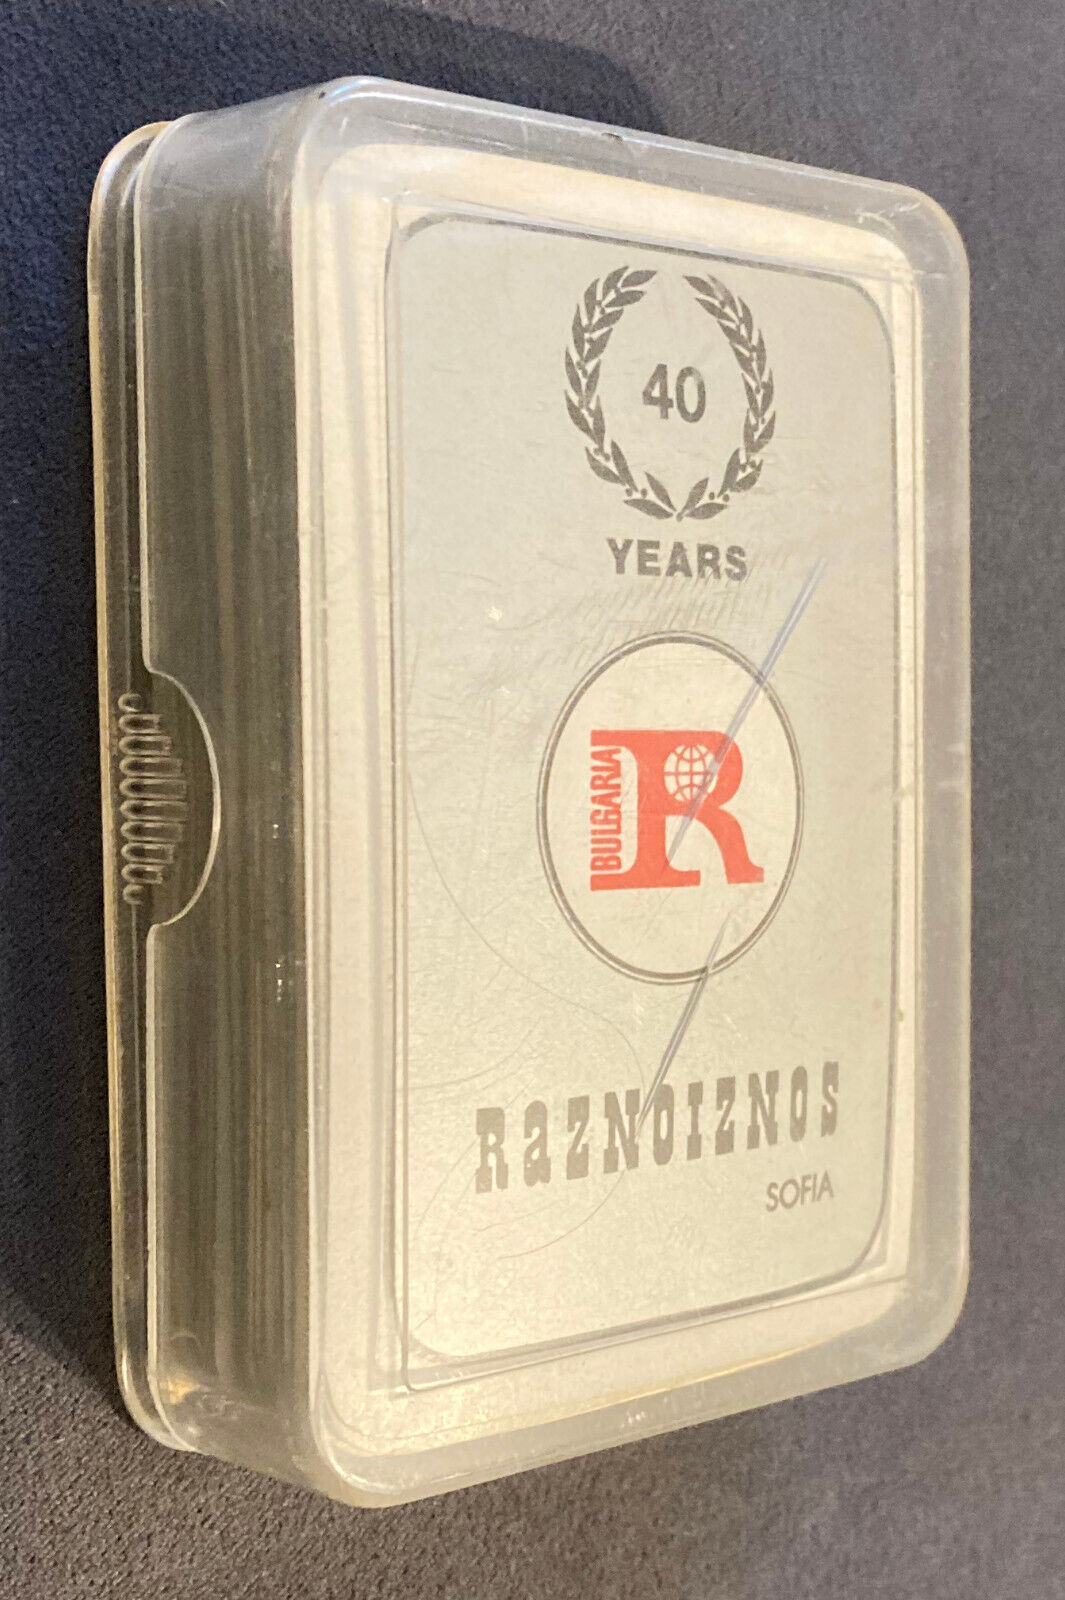 40
YEARS
BULGARIA
R
RaZNOIZNOS
SOFIA